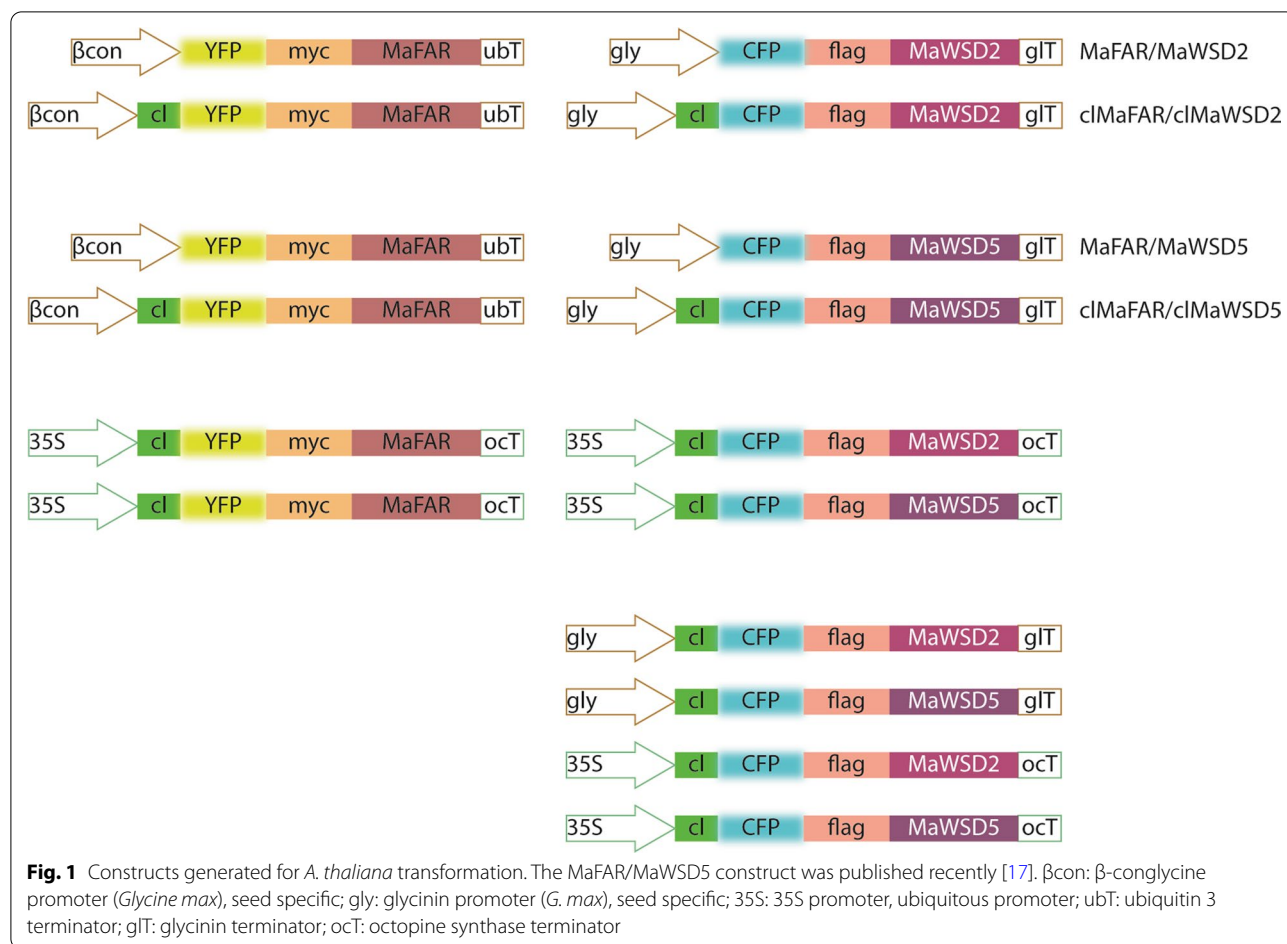 βcon YFP myc MaFAR ubT gly CFP flag MaWSD2 glT MaFAR/MaWSD2
βcon cl YFP myc MaFAR ubT gly cl CFP flag MaWSD2 glT clMaFAR/clMaWSD2
βcon YFP myc MaFAR ubT gly CFP flag MaWSD5 glT MaFAR/MaWSD5
βcon cl YFP myc MaFAR ubT gly cl CFP flag MaWSD5 glT clMaFAR/clMaWSD5
35S cl YFP myc MaFAR ocT 35S cl CFP flag MaWSD2 ocT
35S cl YFP myc MaFAR ocT 35S cl CFP flag MaWSD5 ocT
gly cl CFP flag MaWSD2 glT
gly cl CFP flag MaWSD5 glT
35S cl CFP flag MaWSD2 ocT
35S cl CFP flag MaWSD5 ocT
Fig. 1 Constructs generated for A. thaliana transformation. The MaFAR/MaWSD5 construct was published recently [17]. βcon: β-conglycine
promoter (Glycine max), seed specific; gly: glycinin promoter (G. max), seed specific; 35S: 35S promoter, ubiquitous promoter; ubT: ubiquitin 3
terminator; glT: glycinin terminator; ocT: octopine synthase terminator